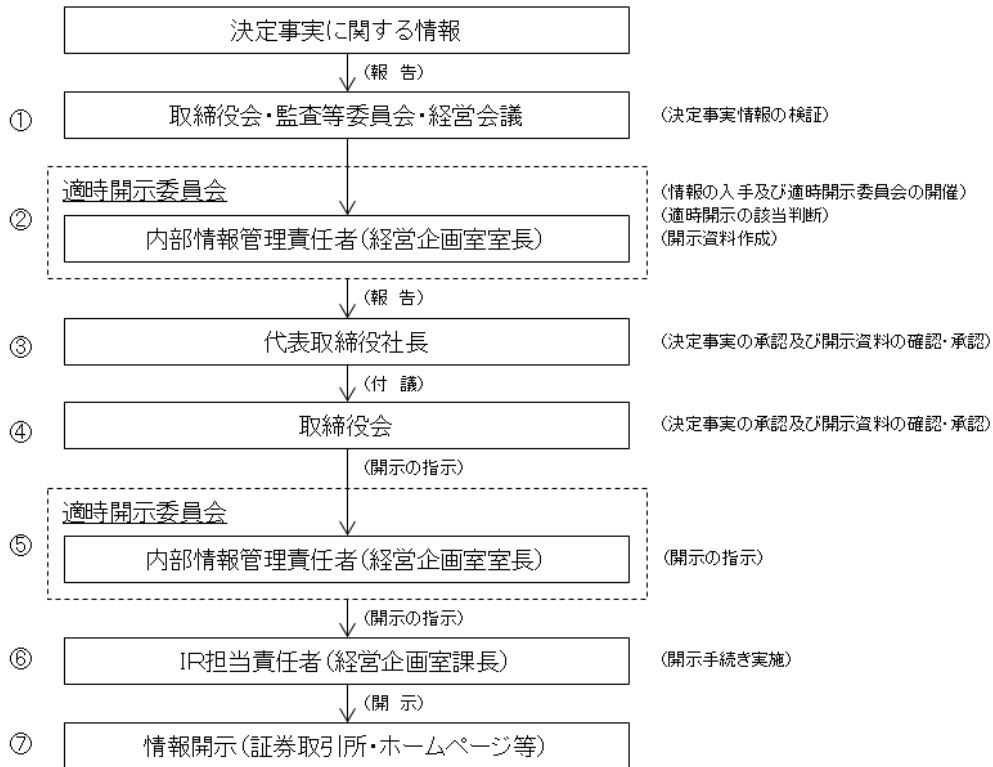 決定事実に関する情報
(報 告)
① 取締役会・監査等委員会・経営会議 (決定事実情報の検証)
適時開示委員会 (情報の入手及び適時開示委員会の開催)
② (適時開示の該当判断)
内部情報管理責任者(経営企画室室長) (開示資料作成)
(報 告)
③ 代表取締役社長 (決定事実の承認及び開示資料の確認・承認)
(付 議)
④ 取締役会 (決定事実の承認及び開示資料の確認・承認)
(開示の指示)
適時開示委員会
⑤ 内部情報管理責任者(経営企画室室長) (開示の指示)
(開示の指示)
⑥ IR担当責任者(経営企画室課長) (開示手続き実施)
(開 示)
⑦ 情報開示(証券取引所・ホームページ等)